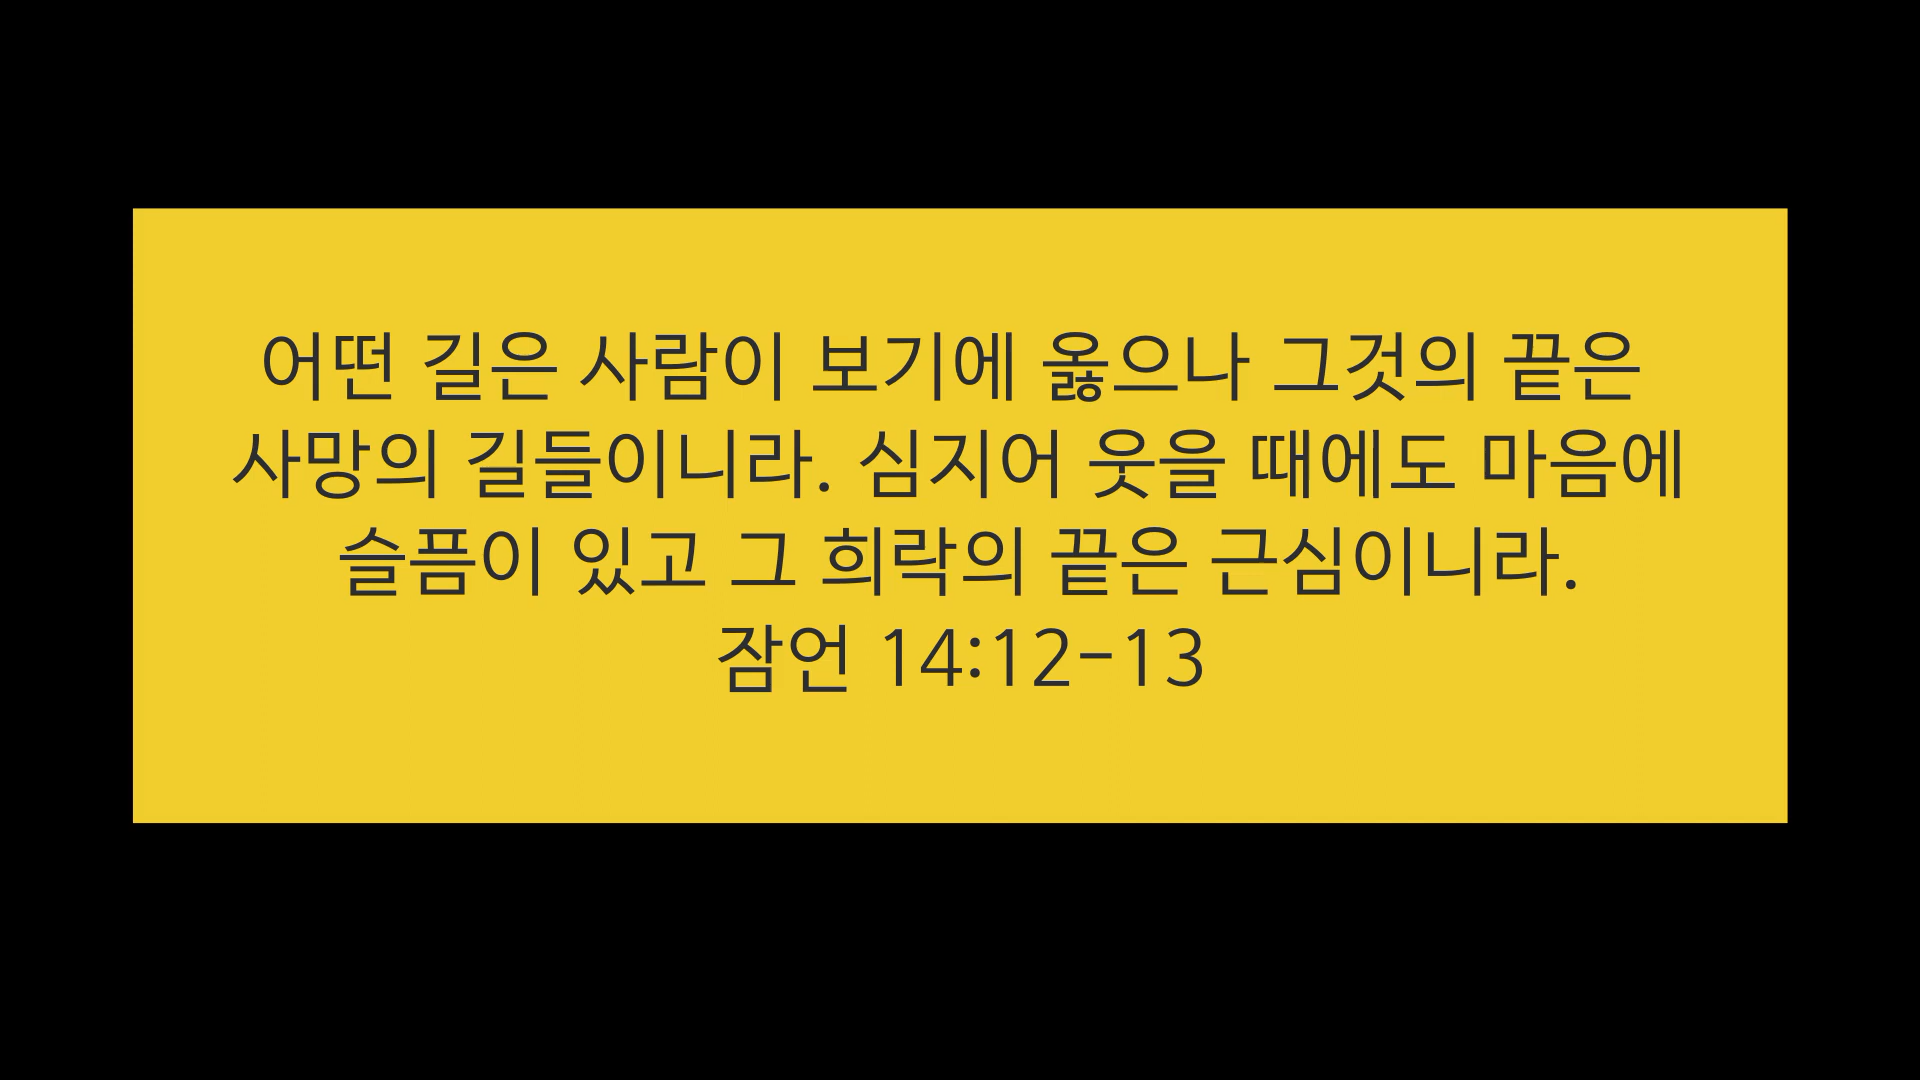 어떤 길은 사람이 보기에 옳으나 그것의 끝은
사망의 길들이니라. 심지어 웃을 때에도 마음에
슬픔이 있고 그 희락의 끝은 근심이니라.
잠언 14:12-13